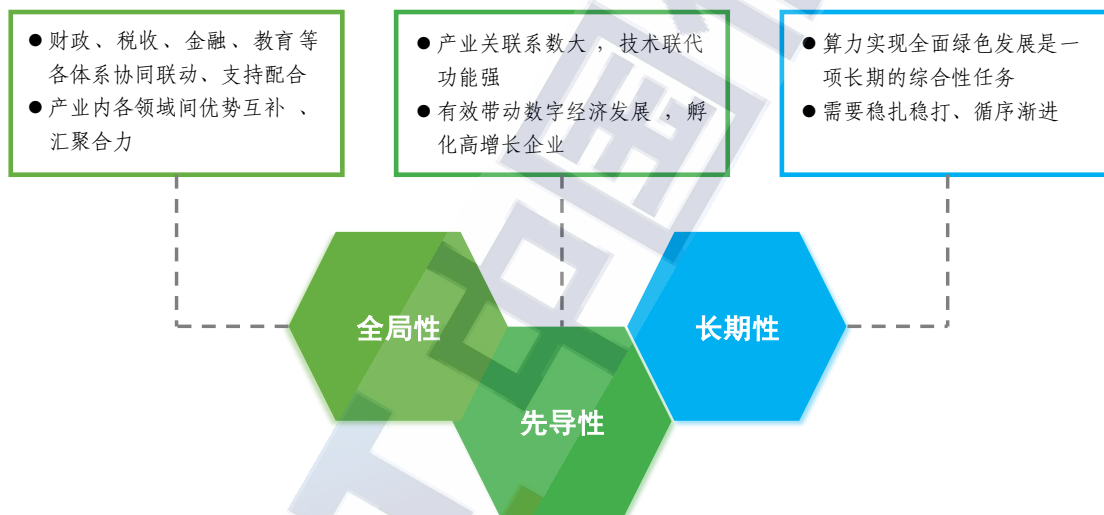 ● 财政、税收、金融、教育等
各体系协同联动、支持配合
● 产业内各领域间优势互补 、
汇聚合力
● 产业关联系数大 ，技术联代
功能强
● 有效带动数字经济发展 ，孵
化高增长企业
● 算力实现全面绿色发展是一
项长期的综合性任务
● 需要稳扎稳打、循序渐进
全局性
先导性
长期性